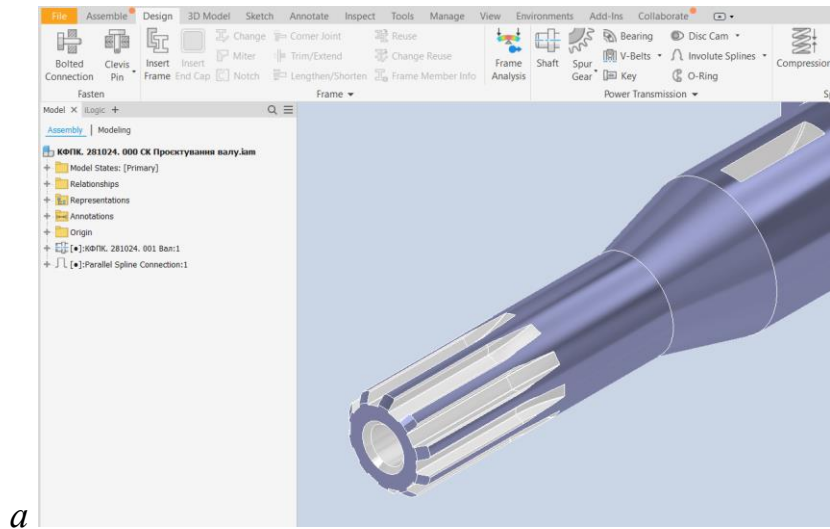 File Assemble Design 3D Model Sketch Annotate Inspect Tools Manage View Environments Add-Ins Collaborate
Bolted Connection
Clevis Pin
Fasten
Insert Frame
Insert End Cap
Change
Miter
Notch
Corner Joint
Trim/Extend
Lengthen/Shorten
Reuse
Change Reuse
Frame Member Info
Frame Analysis
Frame
Shaft
Spur Gear
Bearing
V-Belts
Key
Disc Cam
Involute Splines
O-Ring
Power Transmission
Compression
Sp
Model × iLogic +
Assembly | Modeling
КФПК. 281024. 000 СК Проєктування валу.iam
Model States: [Primary]
Relationships
Representations
Annotations
Origin
[•]:КФПК. 281024. 001 Вал:1
[•]:Parallel Spline Connection:1
а